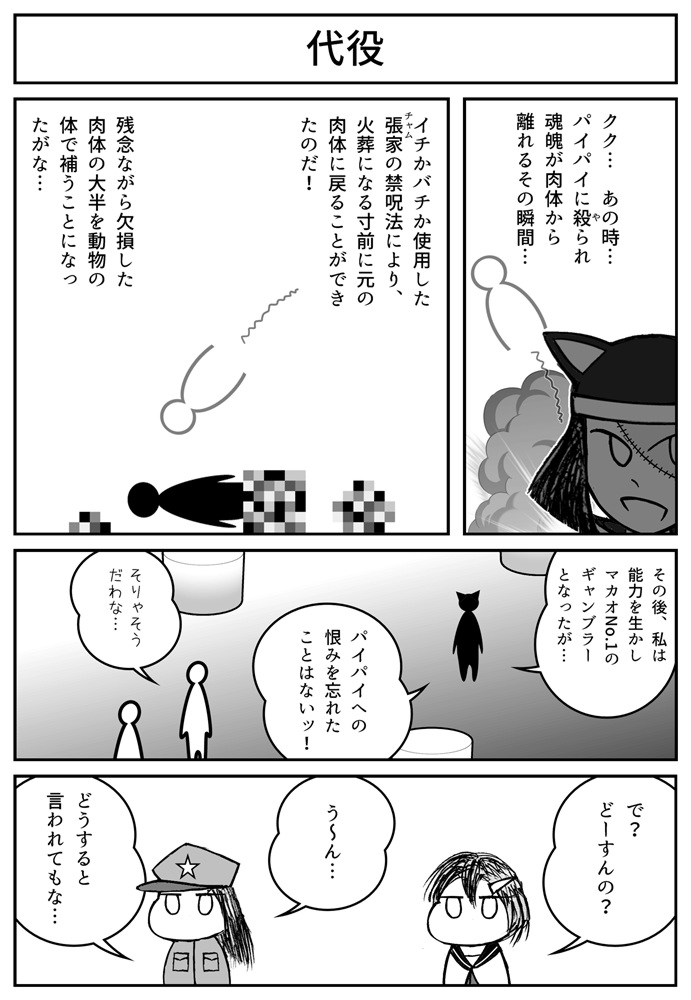 代役
クク… あの時…
パイパイに殺られ
や
魂魄が肉体から
離れるその瞬間…
イチかバチか使用した
張家の禁呪法により、
チャム
火葬になる寸前に元の
肉体に戻ることができ
たのだ！
残念ながら欠損した
肉体の大半を動物の
体で補うことになっ
たがな…
その後、私は
能力を生かし
マカオNo.1の
ギャンブラー
となったが…
パイパイへの
恨みを忘れた
ことはないッ！
そりゃそう
だわな…
で？
どーすんの？
う～ん…
どうすると
言われてもな…